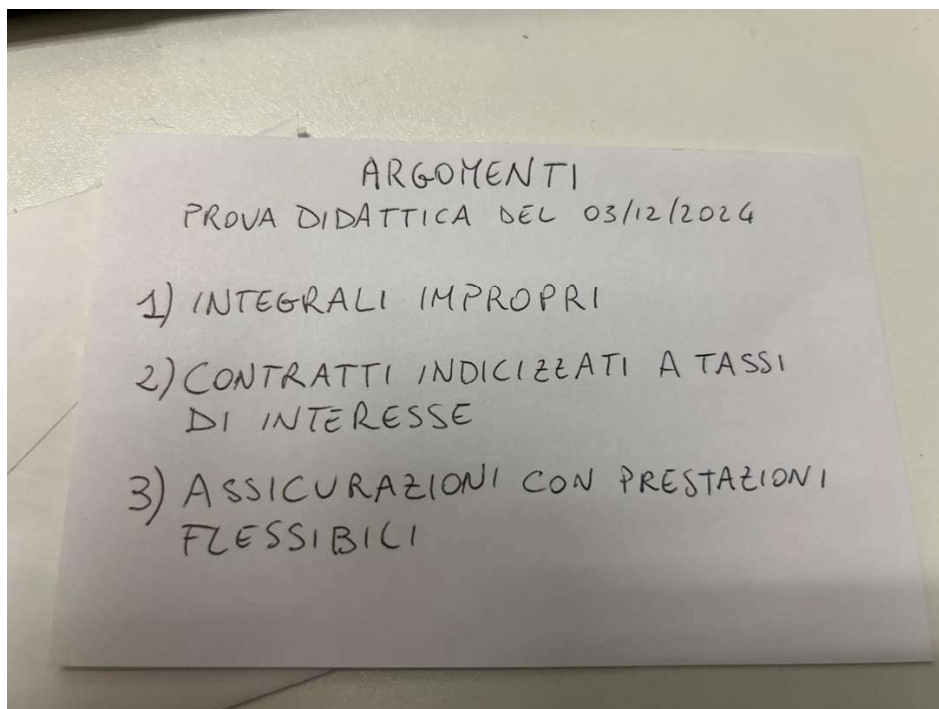 ARGOMENTI
PROVA DIDATTICA DEL 03/12/2024
1) INTEGRALI IMPROPRI
2) CONTRATTI INDICIZZATI A TASSI
DI INTERESSE
3) ASSICURAZIONI CON PRESTAZIONI
FLESSIBILI